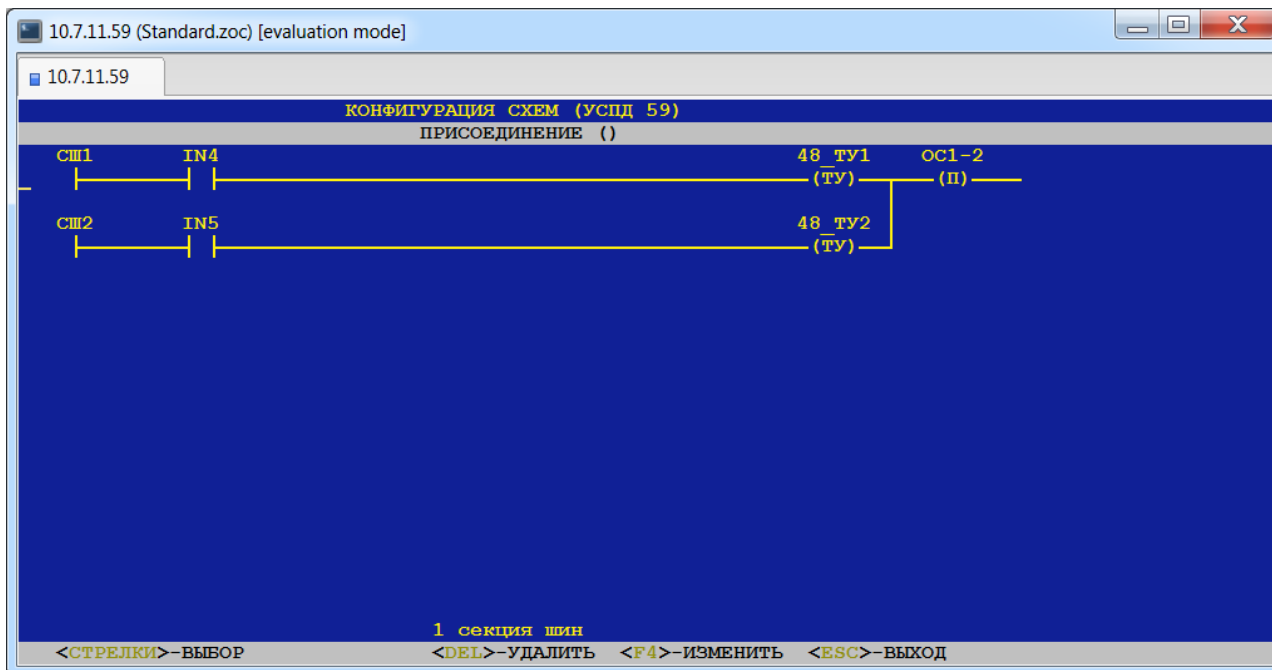 10.7.11.59 (Standard.zoc) [evaluation mode]
10.7.11.59
КОНФИГУРАЦИЯ СХЕМ (УСПД 59)
ПРИСОЕДИНЕНИЕ ()
СШ1 IN4 48_ТУ1 ОС1-2
(ТУ) (П)
СШ2 IN5 48_ТУ2
(ТУ)
1 секция шин
<СТРЕЛКИ>-ВЫБОР <DEL>-УДАЛИТЬ <F4>-ИЗМЕНИТЬ <ESC>-ВЫХОД